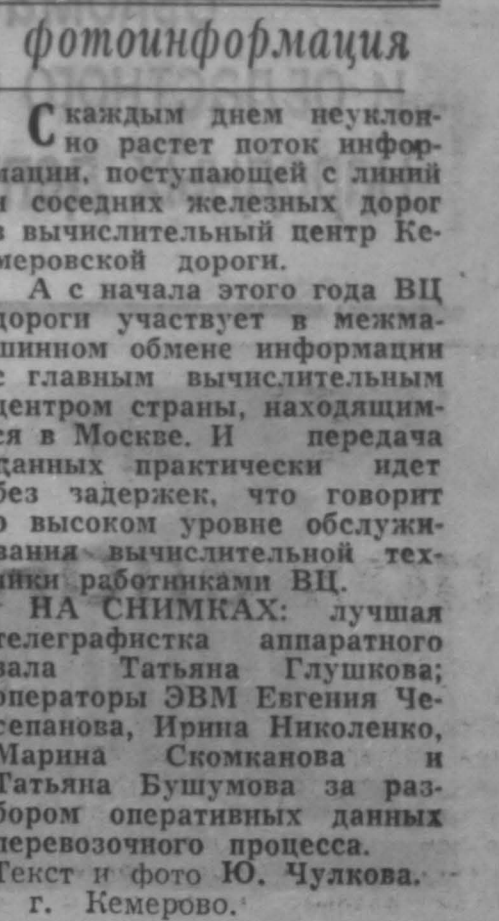 фотоинформация
С каждым днем неуклон-
но растет поток инфор-
мации, поступающей с линий
и соседних железных дорог
в вычислительный центр Ке-
меровской дороги.
А с начала этого года ВЦ
дороги участвует в межма-
шинном обмене информации
с главным вычислительным
центром страны, находящим-
ся в Москве. И передача
данных практически идет
без задержек, что говорит
о высоком уровне обслужи-
вания вычислительной тех-
ники работниками ВЦ.
НА СНИМКАХ: лучшая
телеграфистка аппаратного
зала Татьяна Глушкова;
операторы ЭВМ Евгения Че-
сепанова, Ирина Николенко,
Марина Скомканова и
Татьяна Бушумова за раз-
бором оперативных данных
перевозочного процесса.
Текст и фото Ю. Чулкова.
г. Кемерово.